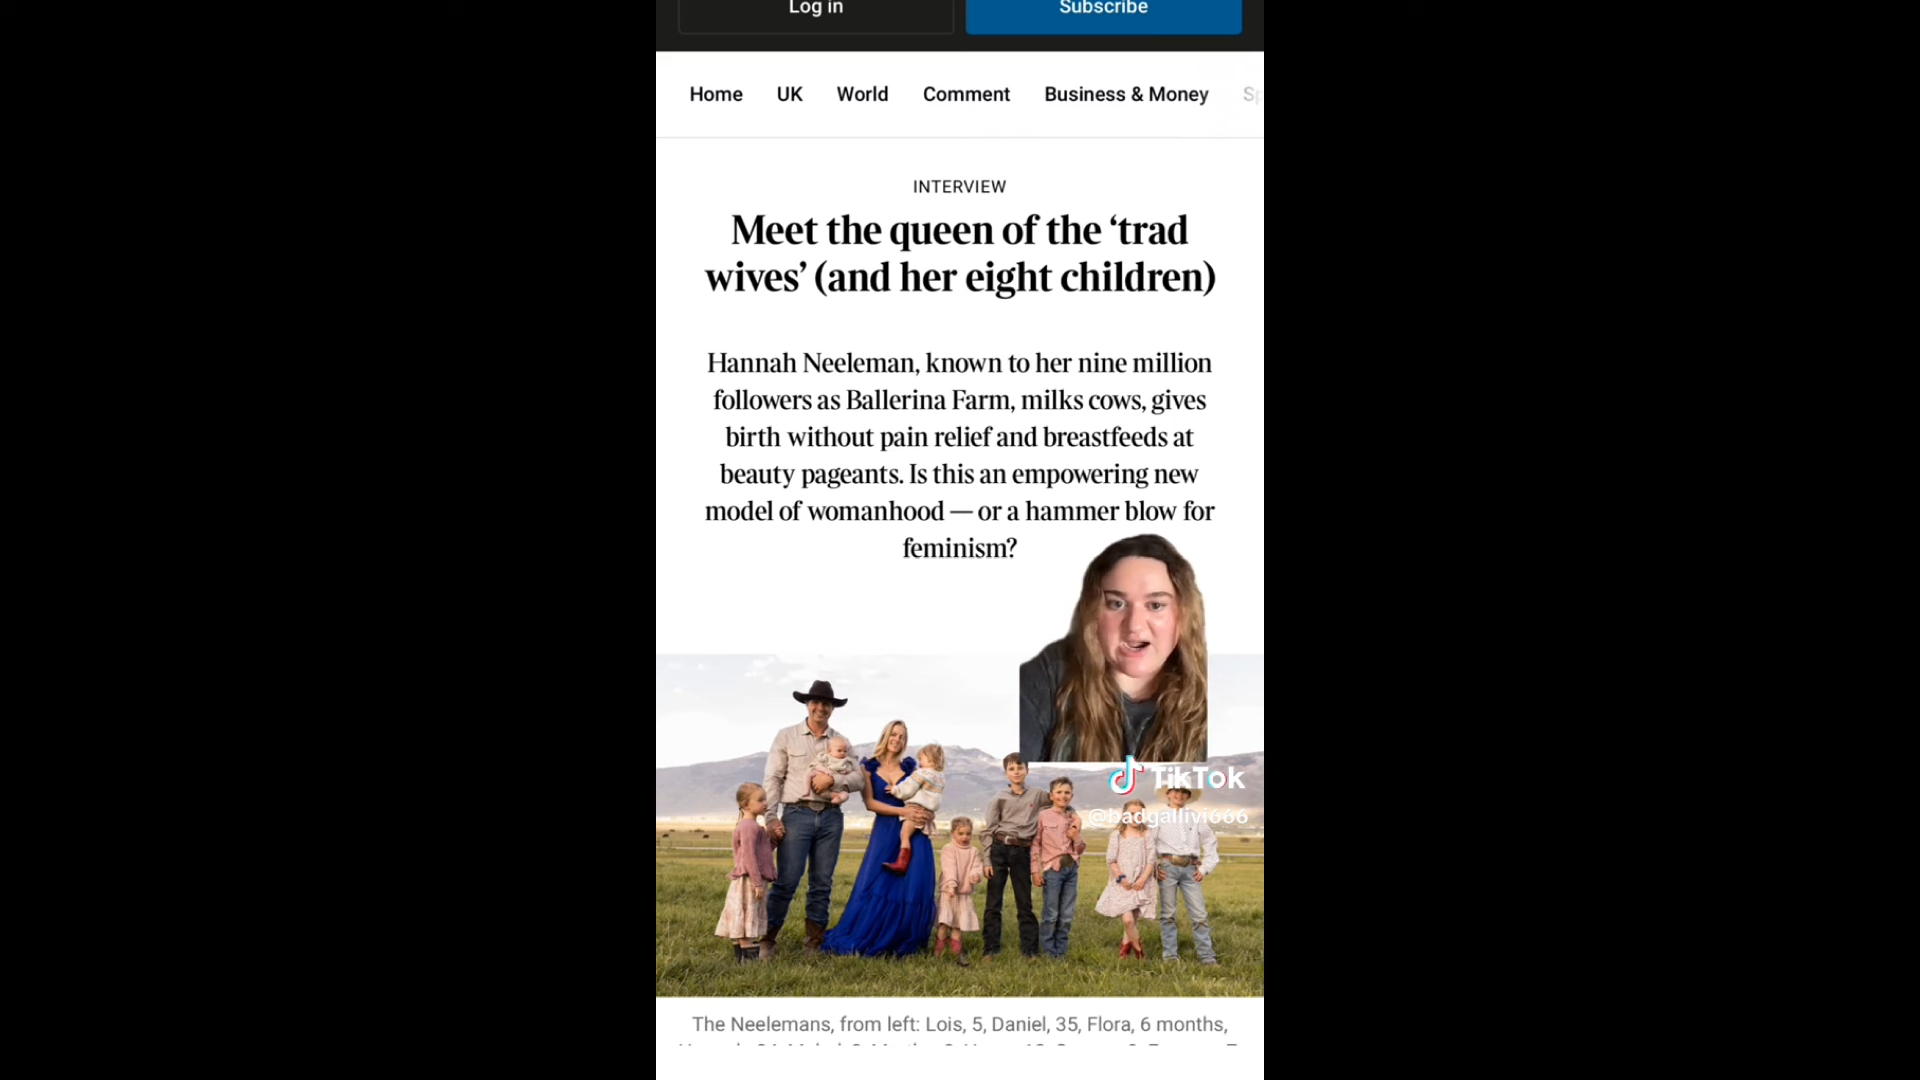 Log in
Subscribe
Home UK World Comment Business & Money
INTERVIEW
Meet the queen of the ‘trad
wives’ (and her eight children)
Hannah Neeleman, known to her nine million
followers as Ballerina Farm, milks cows, gives
birth without pain relief and breastfeeds at
beauty pageants. Is this an empowering new
model of womanhood — or a hammer blow for
feminism?
TikTok
@badgallivi666
The Neelemans, from left: Lois, 5, Daniel, 35, Flora, 6 months,